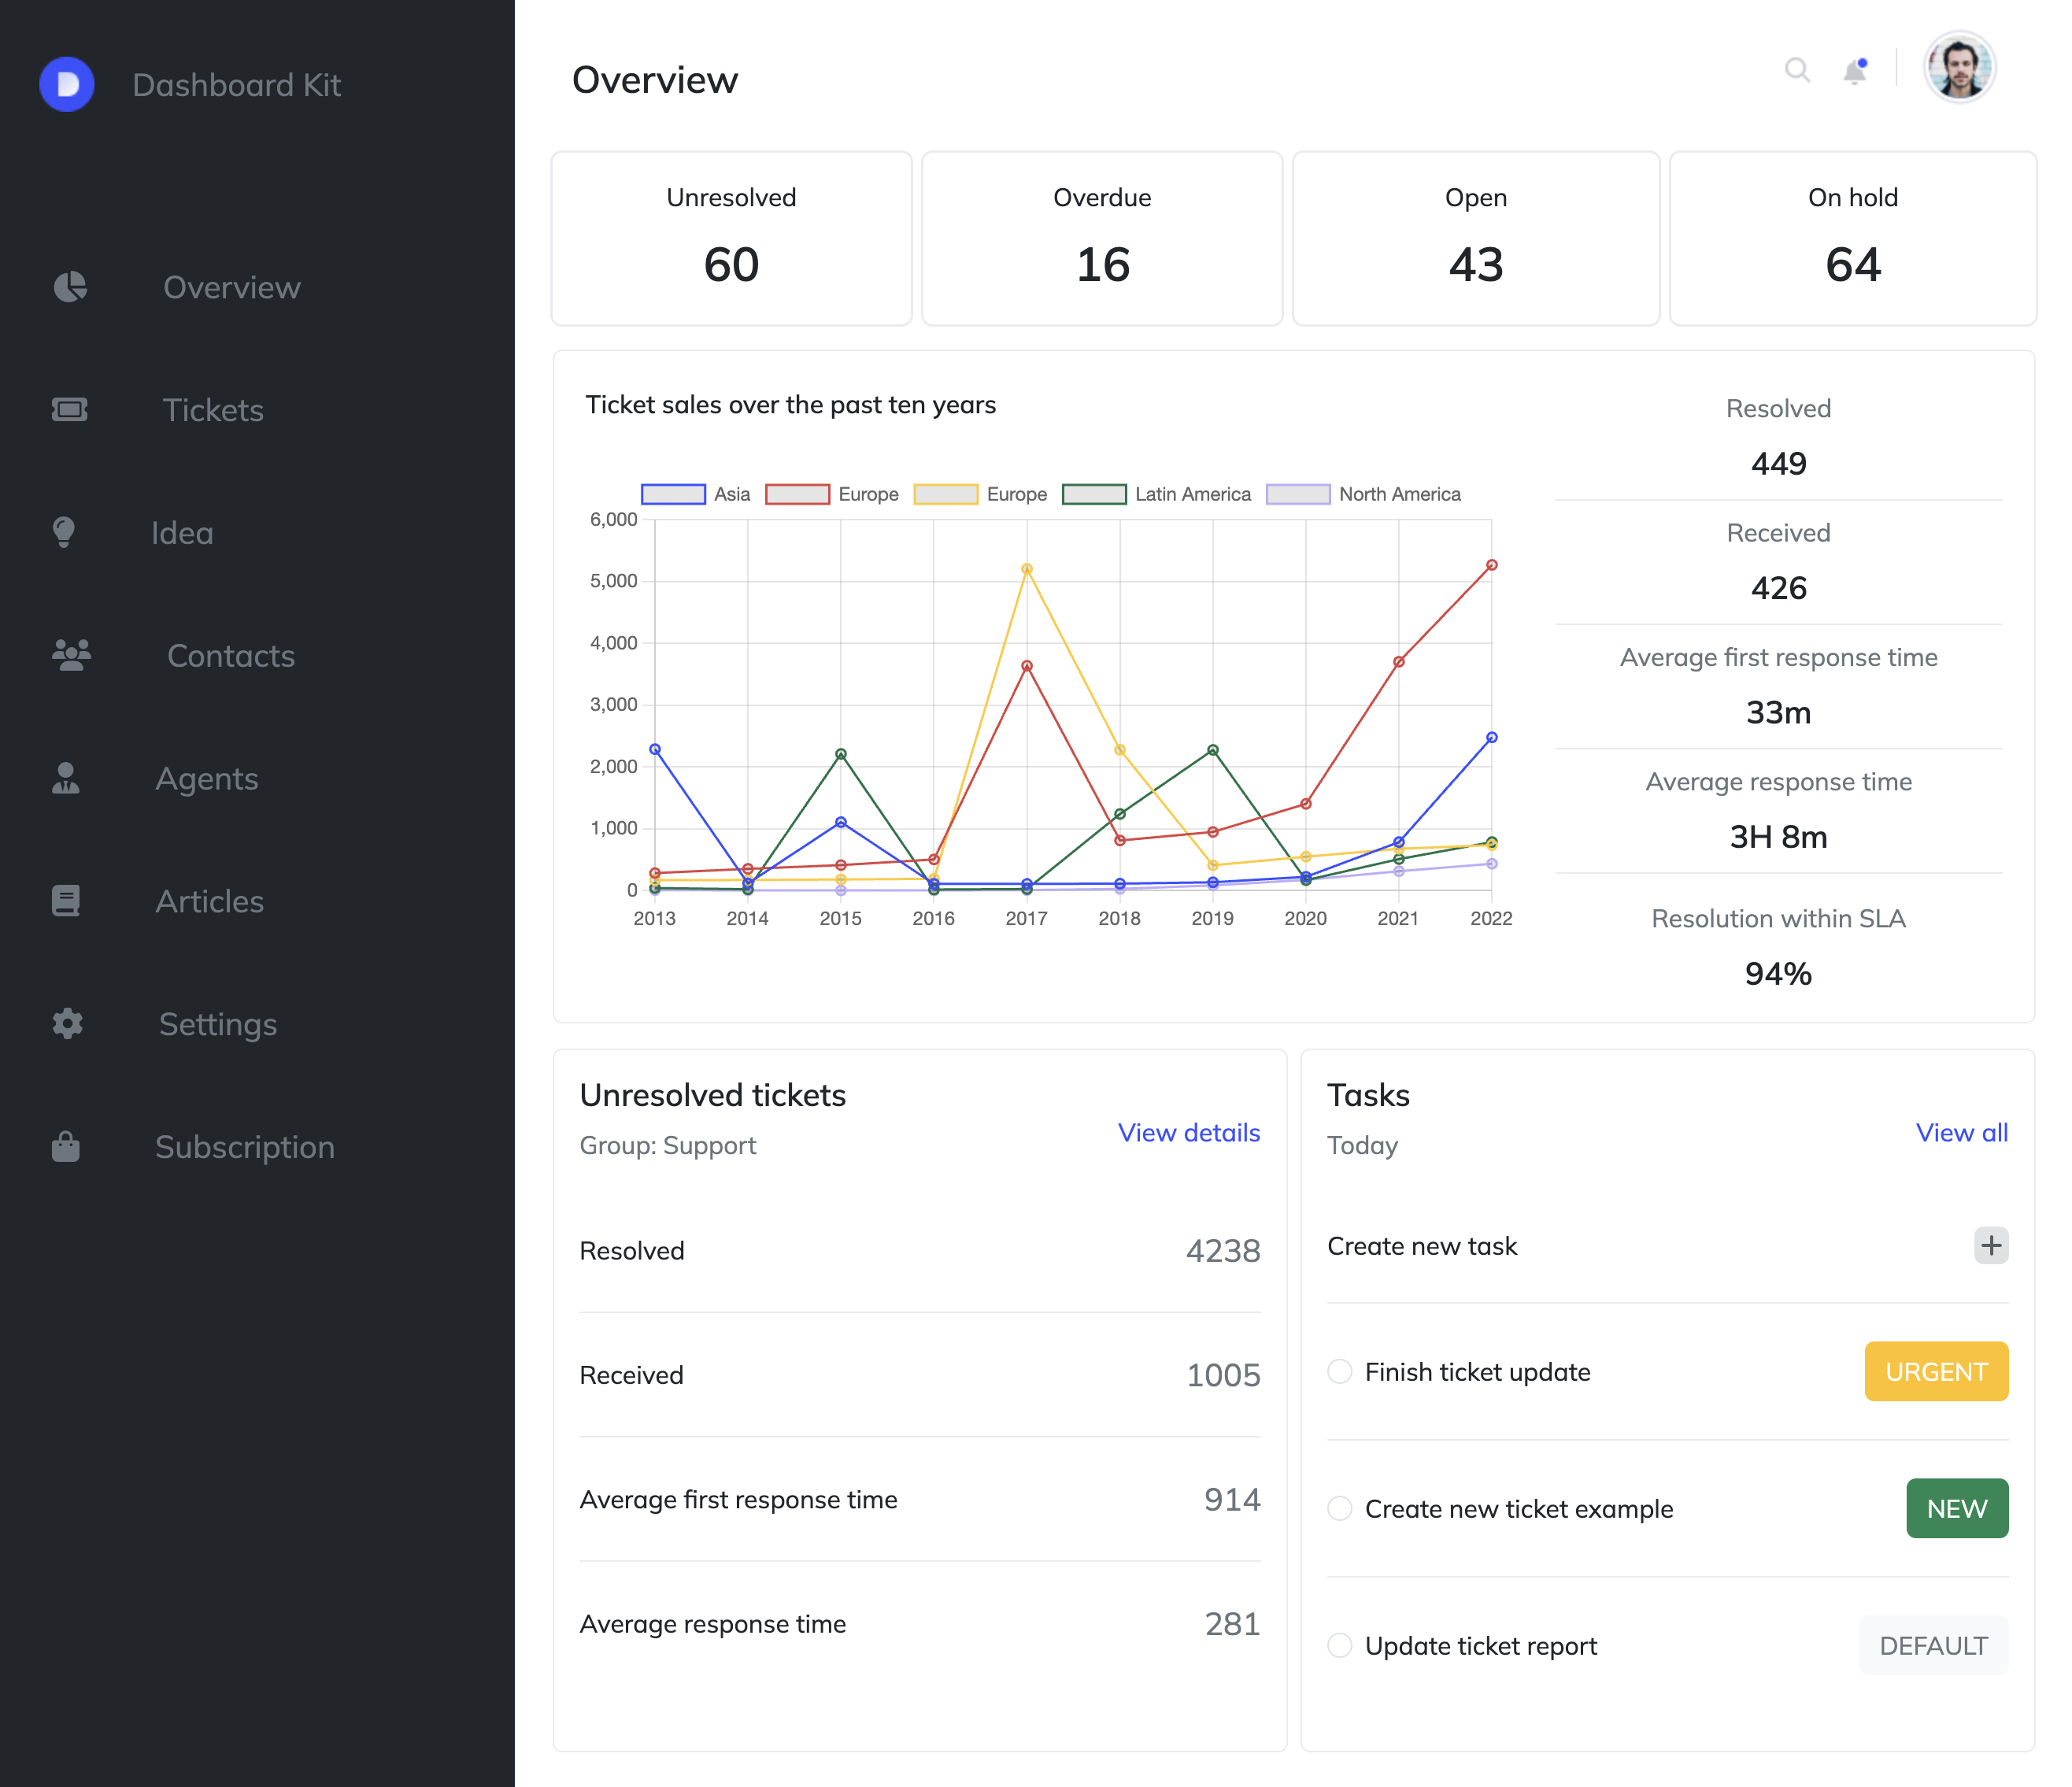 D
Dashboard Kit
Overview
Tickets
Idea
Contacts
Agents
Articles
Settings
Subscription
Overview
Unresolved
60
Overdue
16
Open
43
On hold
64
Ticket sales over the past ten years
Asia Europe Europe Latin America North America
6,000
5,000
4,000
3,000
2,000
1,000
0
2013 2014 2015 2016 2017 2018 2019 2020 2021 2022
Resolved
449
Received
426
Average first response time
33m
Average response time
3H 8m
Resolution within SLA
94%
Unresolved tickets
Group: Support
View details
Resolved 4238
Received 1005
Average first response time 914
Average response time 281
Tasks
Today
View all
Create new task
Finish ticket update URGENT
Create new ticket example NEW
Update ticket report DEFAULT